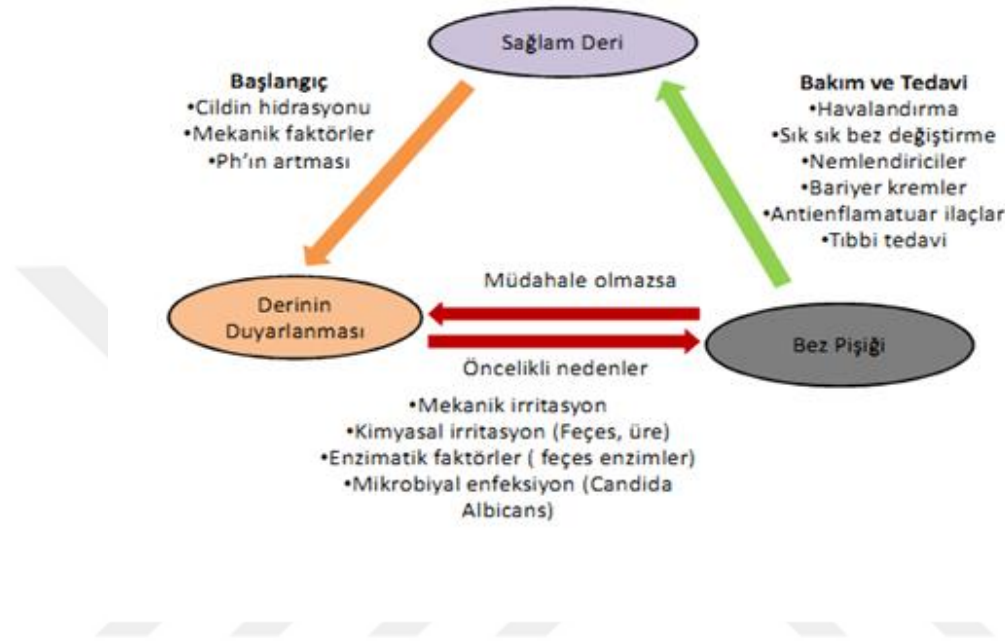 Sağlam Deri
Başlangıç
•Cildin hidrasyonu
•Mekanik faktörler
•Ph'ın artması
Bakım ve Tedavi
•Havalandırma
•Sık sık bez değiştirme
•Nemlendiriciler
•Bariyer kremler
•Antienflamatuar ilaçlar
•Tıbbi tedavi
Derinin
Duyarlanması
Müdahale olmazsa
Bez Pişiği
Öncelikli nedenler
•Mekanik irritasyon
•Kimyasal irritasyon (Feçes, üre)
•Enzimatik faktörler ( feçes enzimler)
•Mikrobiyal enfeksiyon (Candida
Albicans)